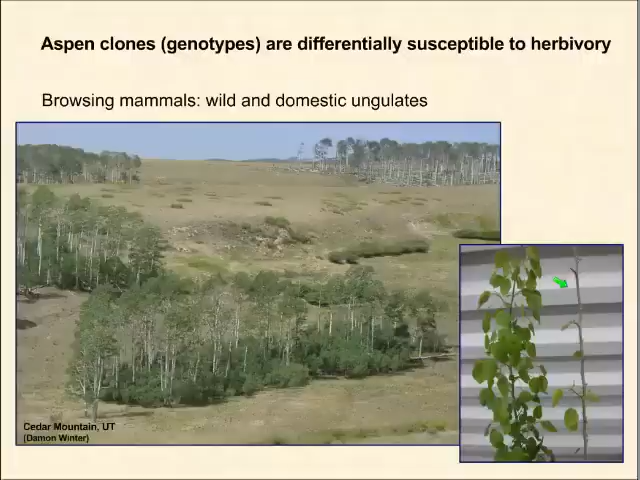 Aspen clones (genotypes) are differentially susceptible to herbivory
Browsing mammals: wild and domestic ungulates
Cedar Mountain, UT
(Damon Winter)